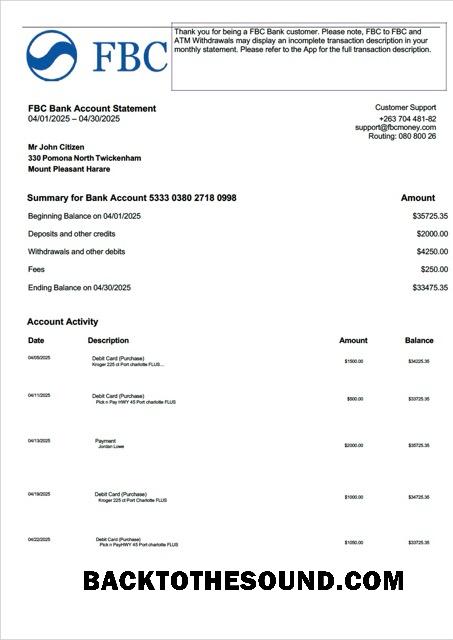 FBC
Thank you for being a FBC Bank customer. Please note, FBC to FBC and
ATM Withdrawals may display an incomplete transaction description in your
monthly statement. Please refer to the App for the full transaction description.
FBC Bank Account Statement
04/01/2025 – 04/30/2025
Customer Support
+263 704 481-82
support@fbcmoney.com
Routing: 080 800 26
Mr John Citizen
330 Pomona North Twickenham
Mount Pleasant Harare
Summary for Bank Account 5333 0380 2718 0998 Amount
Beginning Balance on 04/01/2025 $35725.35
Deposits and other credits $2000.00
Withdrawals and other debits $4250.00
Fees $250.00
Ending Balance on 04/30/2025 $33475.35
Account Activity
Date Description Amount Balance
04/05/2025 Debit Card (Purchase) $1500.00 $34225.35
Kroger 225 ct Port charlotte FLUS...
04/11/2025 Debit Card (Purchase) $500.00 $33725.35
Pick n Pay HWY 45 Port charlotte FLUS
04/13/2025 Payment $2000.00 $35725.35
Jordan Lowe
04/19/2025 Debit Card (Purchase) $1000.00 $34725.35
Kroger 225 ct Port Charlotte FLUS
04/22/2025 Debit Card (Purchase) $1050.00 $33725.35
Pick n PayHWY 45 Port charlotte FLUS
BACKTOTHESOUND.COM